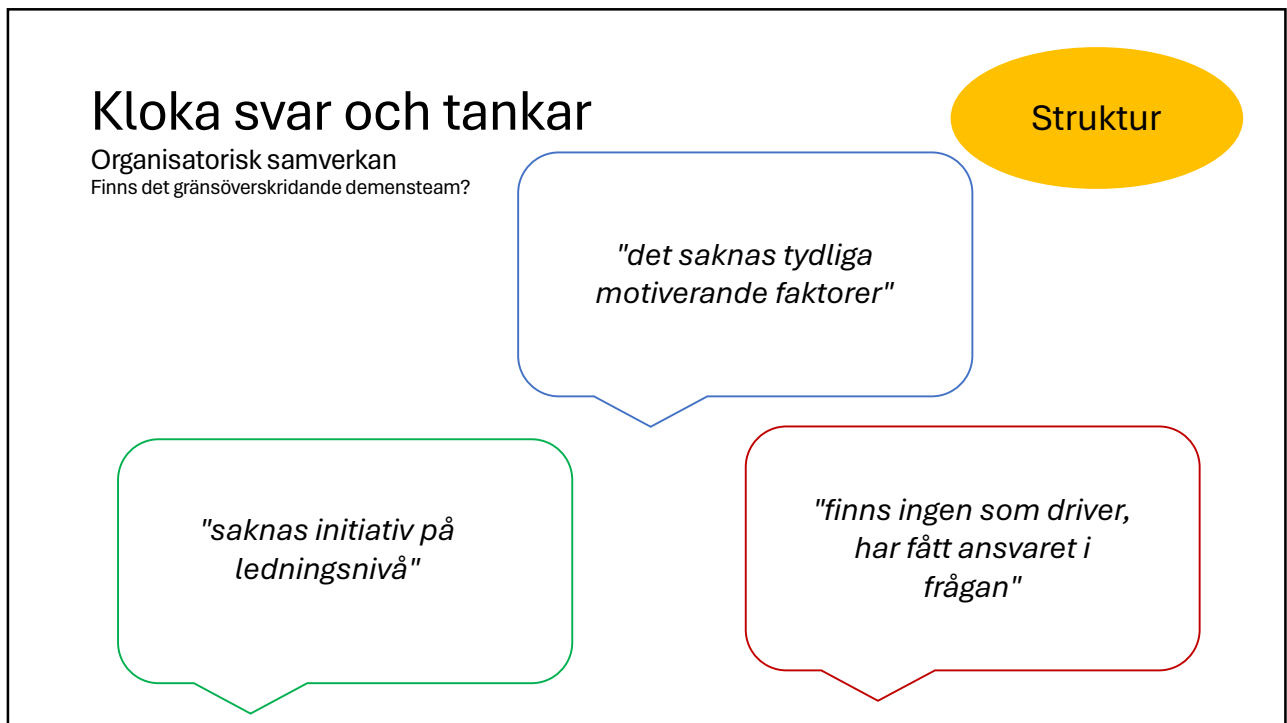 Kloka svar och tankar
Struktur
Organisatorisk samverkan
Finns det gränsöverskridande demensteam?
"det saknas tydliga
motiverande faktorer"
"saknas initiativ på
ledningsnivå"
"finns ingen som driver,
har fått ansvaret i
frågan"